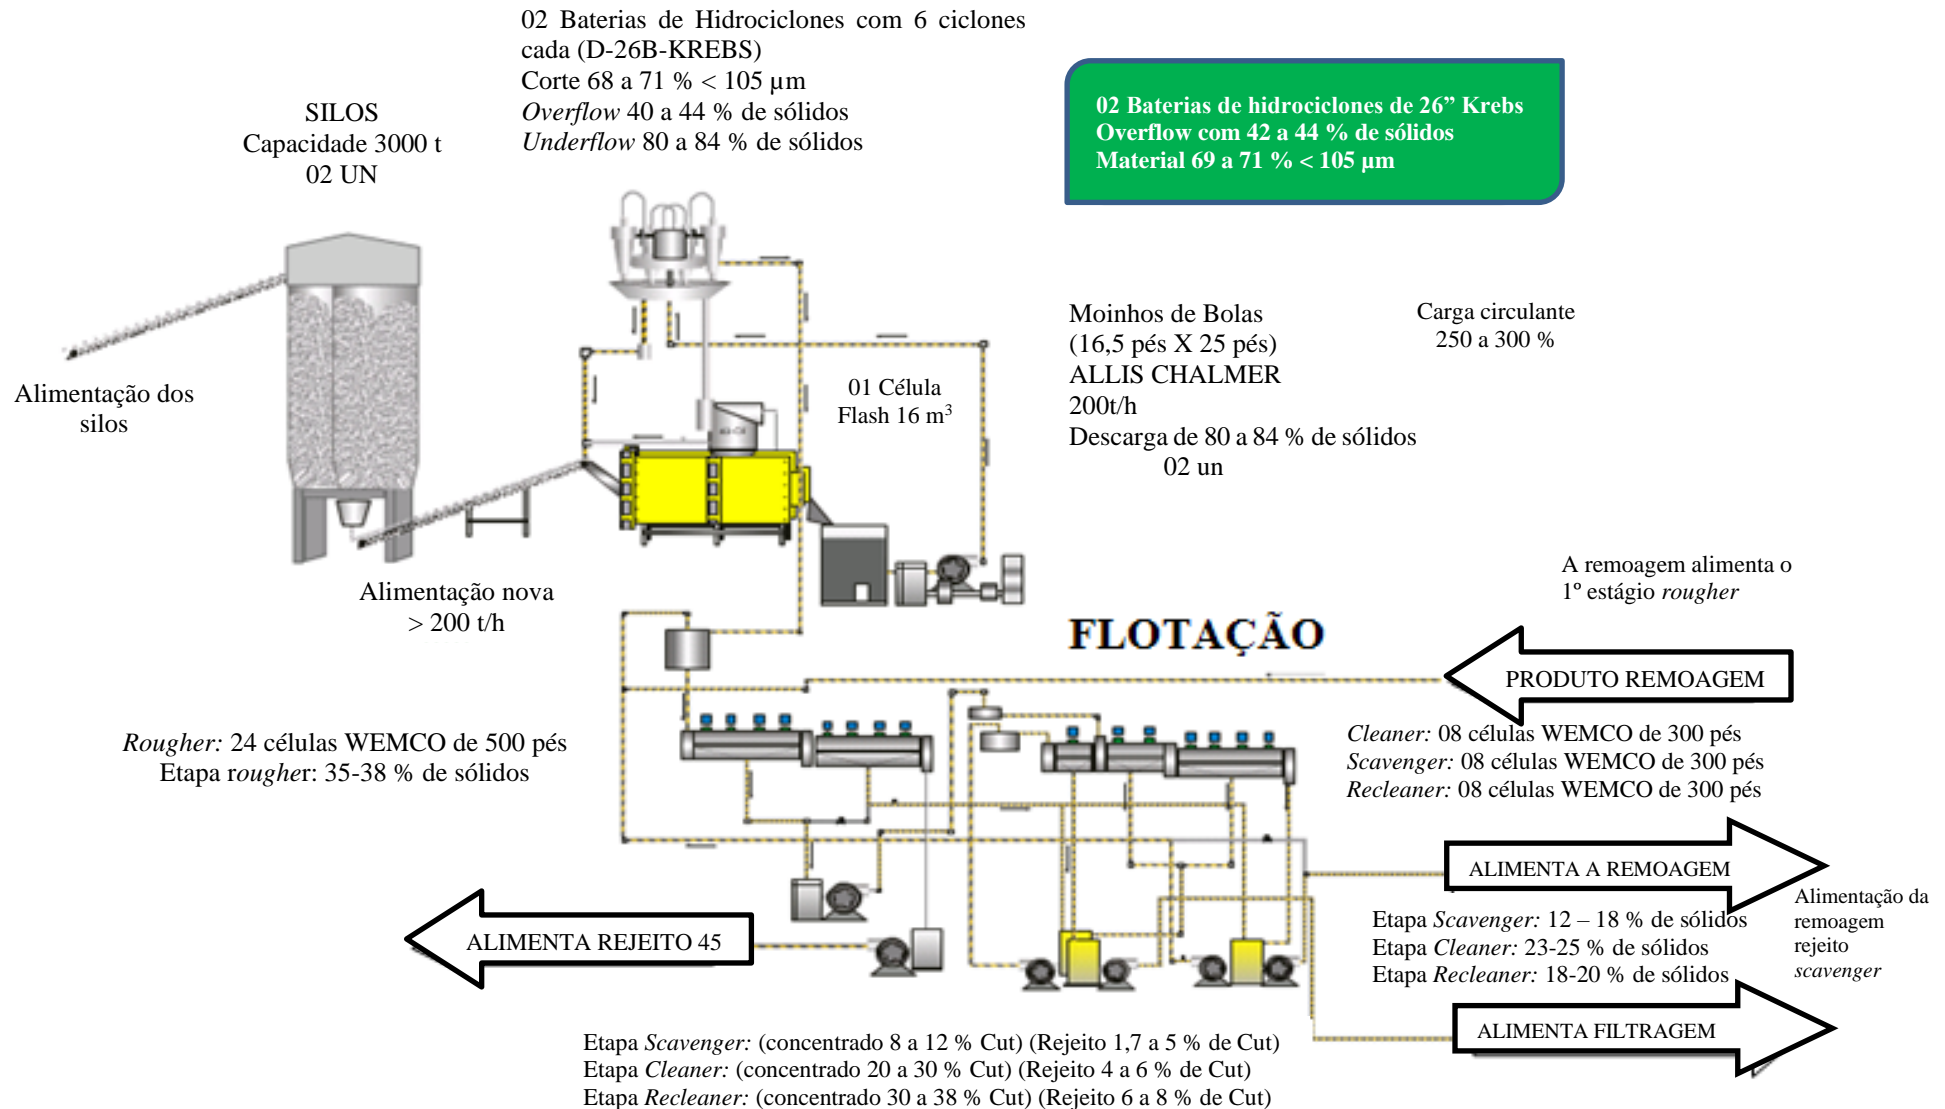 02 Baterias de Hidrociclones com 6 ciclones
cada (D-26B-KREBS)
Corte 68 a 71 % < 105 µm
Overflow 40 a 44 % de sólidos
Underflow 80 a 84 % de sólidos
02 Baterias de hidrociclones de 26” Krebs
Overflow com 42 a 44 % de sólidos
Material 69 a 71 % < 105 µm
SILOS
Capacidade 3000 t
02 UN
Alimentação dos
silos
01 Célula
Flash 16 m³
Moinhos de Bolas
(16,5 pés X 25 pés)
ALLIS CHALMER
200t/h
Descarga de 80 a 84 % de sólidos
02 un
Carga circulante
250 a 300 %
Alimentação nova
> 200 t/h
A remoagem alimenta o
1º estágio rougher
FLOTAÇÃO
PRODUTO REMOAGEM
Rougher: 24 células WEMCO de 500 pés
Etapa rougher: 35-38 % de sólidos
Cleaner: 08 células WEMCO de 300 pés
Scavenger: 08 células WEMCO de 300 pés
Recleaner: 08 células WEMCO de 300 pés
ALIMENTA A REMOAGEM
Alimentação da
remoagem
rejeito
scavenger
Etapa Scavenger: 12 – 18 % de sólidos
Etapa Cleaner: 23-25 % de sólidos
Etapa Recleaner: 18-20 % de sólidos
ALIMENTA REJEITO 45
ALIMENTA FILTRAGEM
Etapa Scavenger: (concentrado 8 a 12 % Cut) (Rejeito 1,7 a 5 % de Cut)
Etapa Cleaner: (concentrado 20 a 30 % Cut) (Rejeito 4 a 6 % de Cut)
Etapa Recleaner: (concentrado 30 a 38 % Cut) (Rejeito 6 a 8 % de Cut)